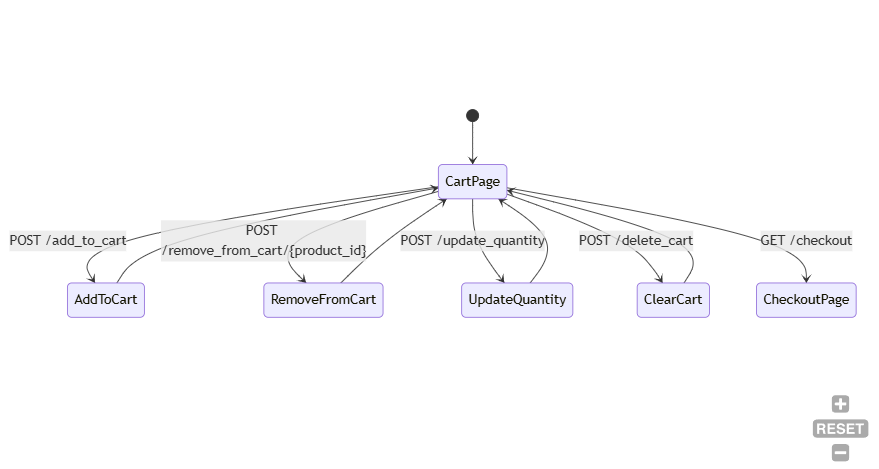 CartPage
POST /add_to_cart
POST
/remove_from_cart/{product_id}
POST /update_quantity
POST /delete_cart
GET /checkout
AddToCart
RemoveFromCart
UpdateQuantity
ClearCart
CheckoutPage
RESET